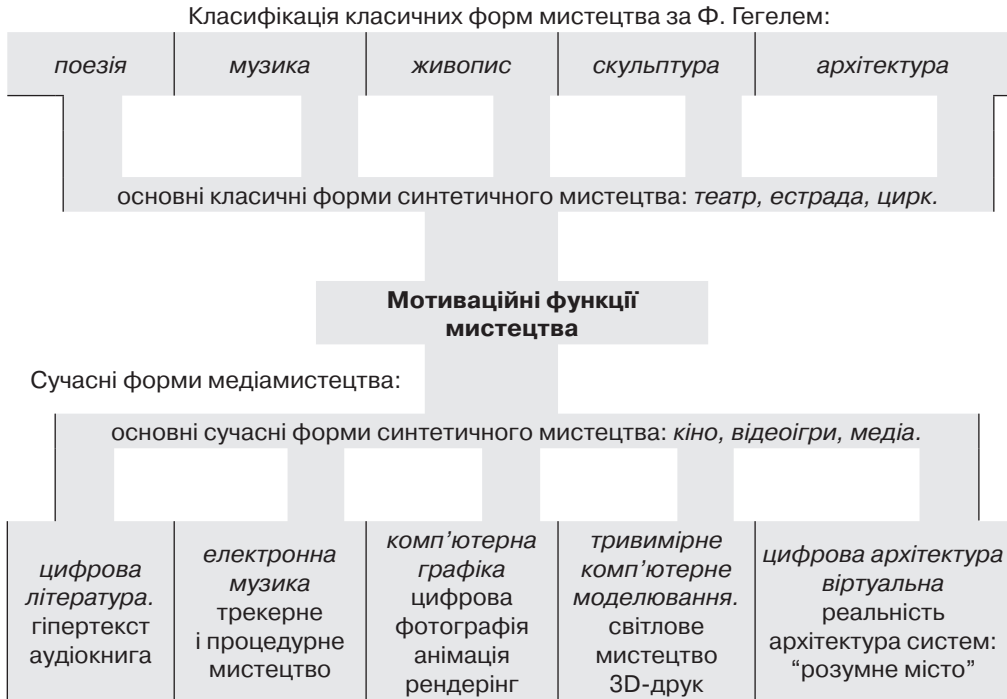 Класифікація класичних форм мистецтва за Ф. Гегелем:
поезія
музика
живопис
скульптура
архітектура
основні класичні форми синтетичного мистецтва: театр, естрада, цирк.
Мотиваційні функції
мистецтва
Сучасні форми медіамистецтва:
основні сучасні форми синтетичного мистецтва: кіно, відеоігри, медіа.
цифрова
література.
гіпертекст
аудіокнига
електронна
музика
трекерне
і процедурне
мистецтво
комп’ютерна
графіка
цифрова
фотографія
анімація
рендерінг
тривимірне
комп’ютерне
моделювання.
світлове
мистецтво
3D-друк
цифрова архітектура
віртуальна
реальність
архітектура систем:
“розумне місто”